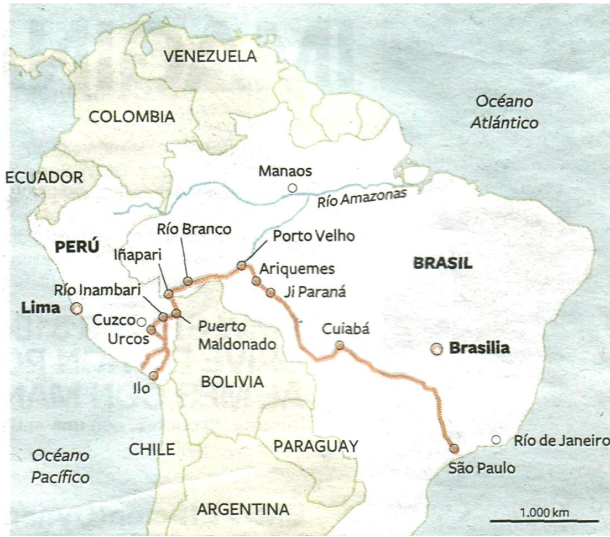 VENEZUELA
COLOMBIA
Océano
Atlántico
ECUADOR
Manaos
Río Amazonas
Río Branco
Porto Velho
PERÚ
Iñapari
Ariquemes
BRASIL
Río Inambari
Ji Paraná
Lima
Cuzco
Urcos
Puerto
Maldonado
Cuíabá
Brasilia
Ilo
BOLIVIA
Océano
Pacífico
CHILE
PARAGUAY
Río de Janeiro
São Paulo
ARGENTINA
1.000 km